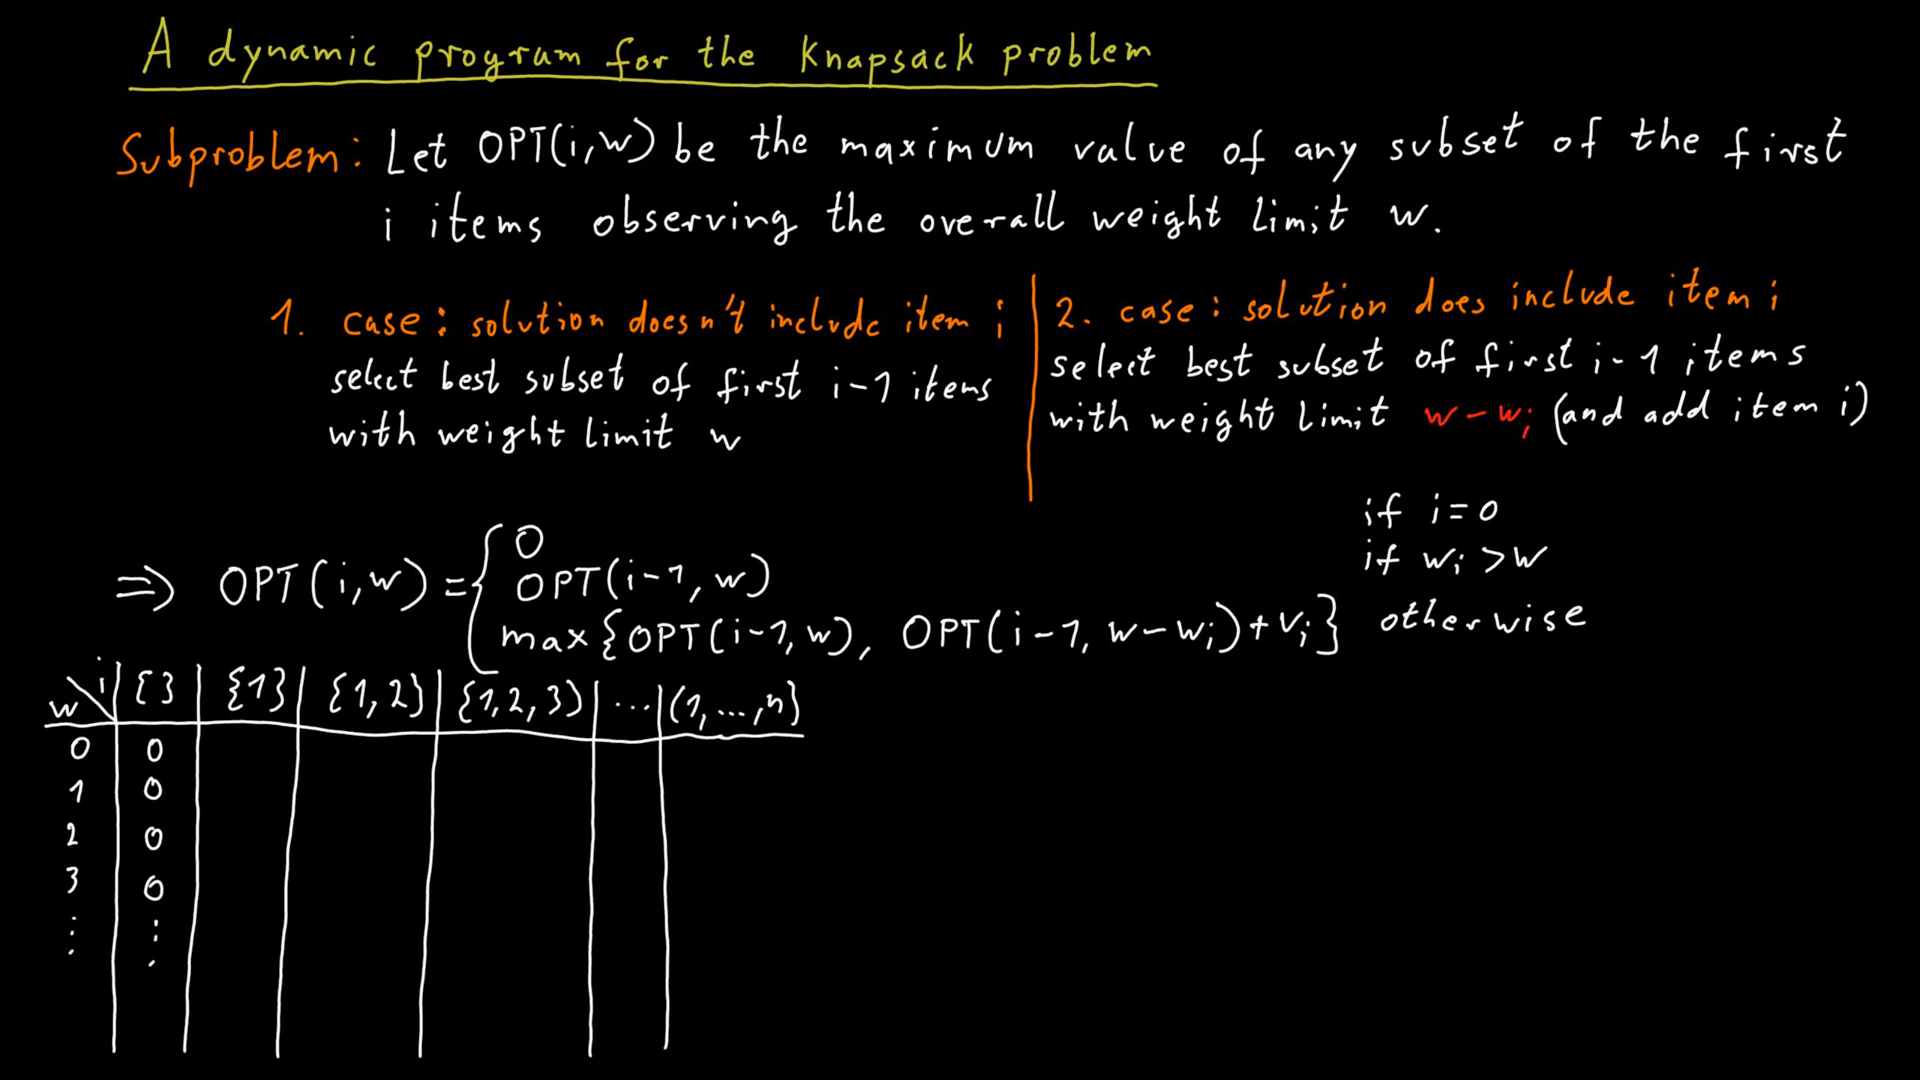 A dynamic program for the Knapsack problem
Subproblem: Let OPT(i,w) be the maximum value of any subset of the first
i items observing the overall weight limit w.
1. case: solution doesn't include item i
select best subset of first i-1 items
with weight limit w
2. case: solution does include item i
select best subset of first i-1 items
with weight limit w-wᵢ (and add item i)
⇒ OPT(i,w) = {
0 if i=0
OPT(i-1,w) if wᵢ >w
max{OPT(i-1,w), OPT(i-1,w-wᵢ)+vᵢ} otherwise
w \ i | {} | {1} | {1,2} | {1,2,3} | ... | {1,...,n}
0 | 0
1 | 0
2 | 0
3 | 0
⋮ | ⋮